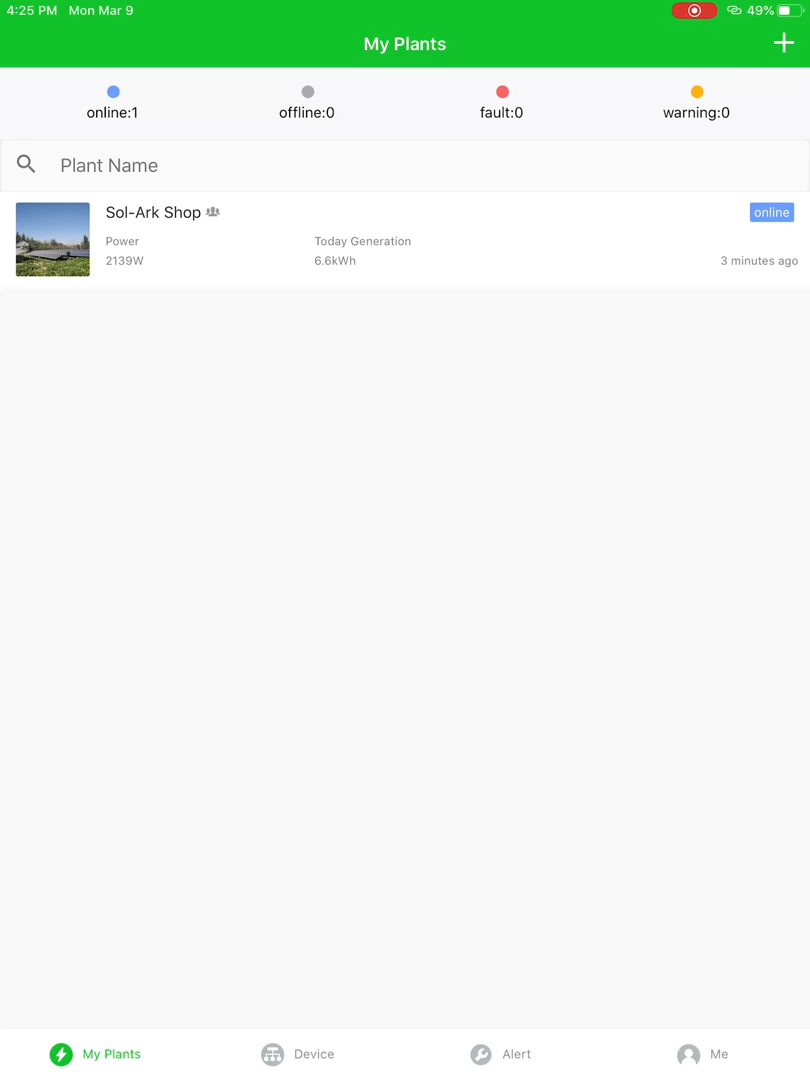 4:25 PM Mon Mar 9 49%
My Plants
online:1 offline:0 fault:0 warning:0
Plant Name
Sol-Ark Shop online
Power Today Generation
2139W 6.6kWh 3 minutes ago
My Plants Device Alert Me